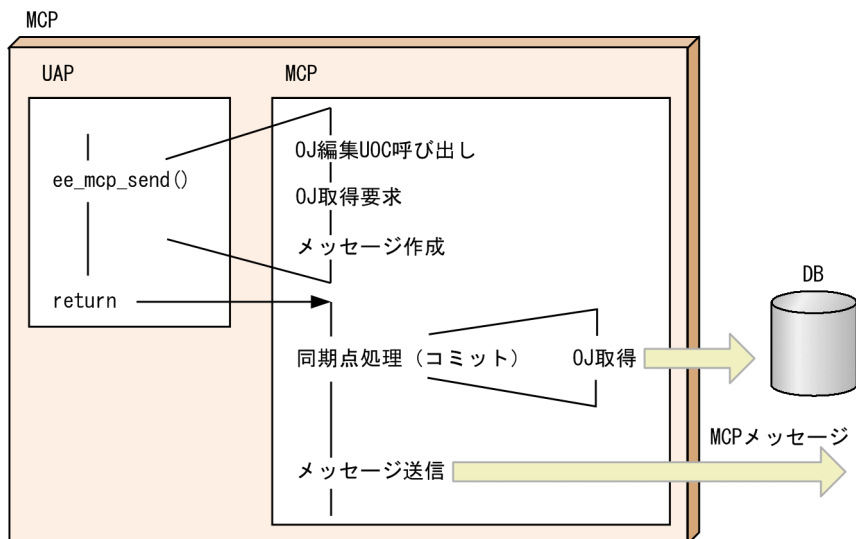 MCP
UAP
MCP
OJ編集UOC呼び出し
ee_mcp_send()
OJ取得要求
メッセージ作成
return
DB
同期点処理（コミット）
OJ取得
MCPメッセージ
メッセージ送信